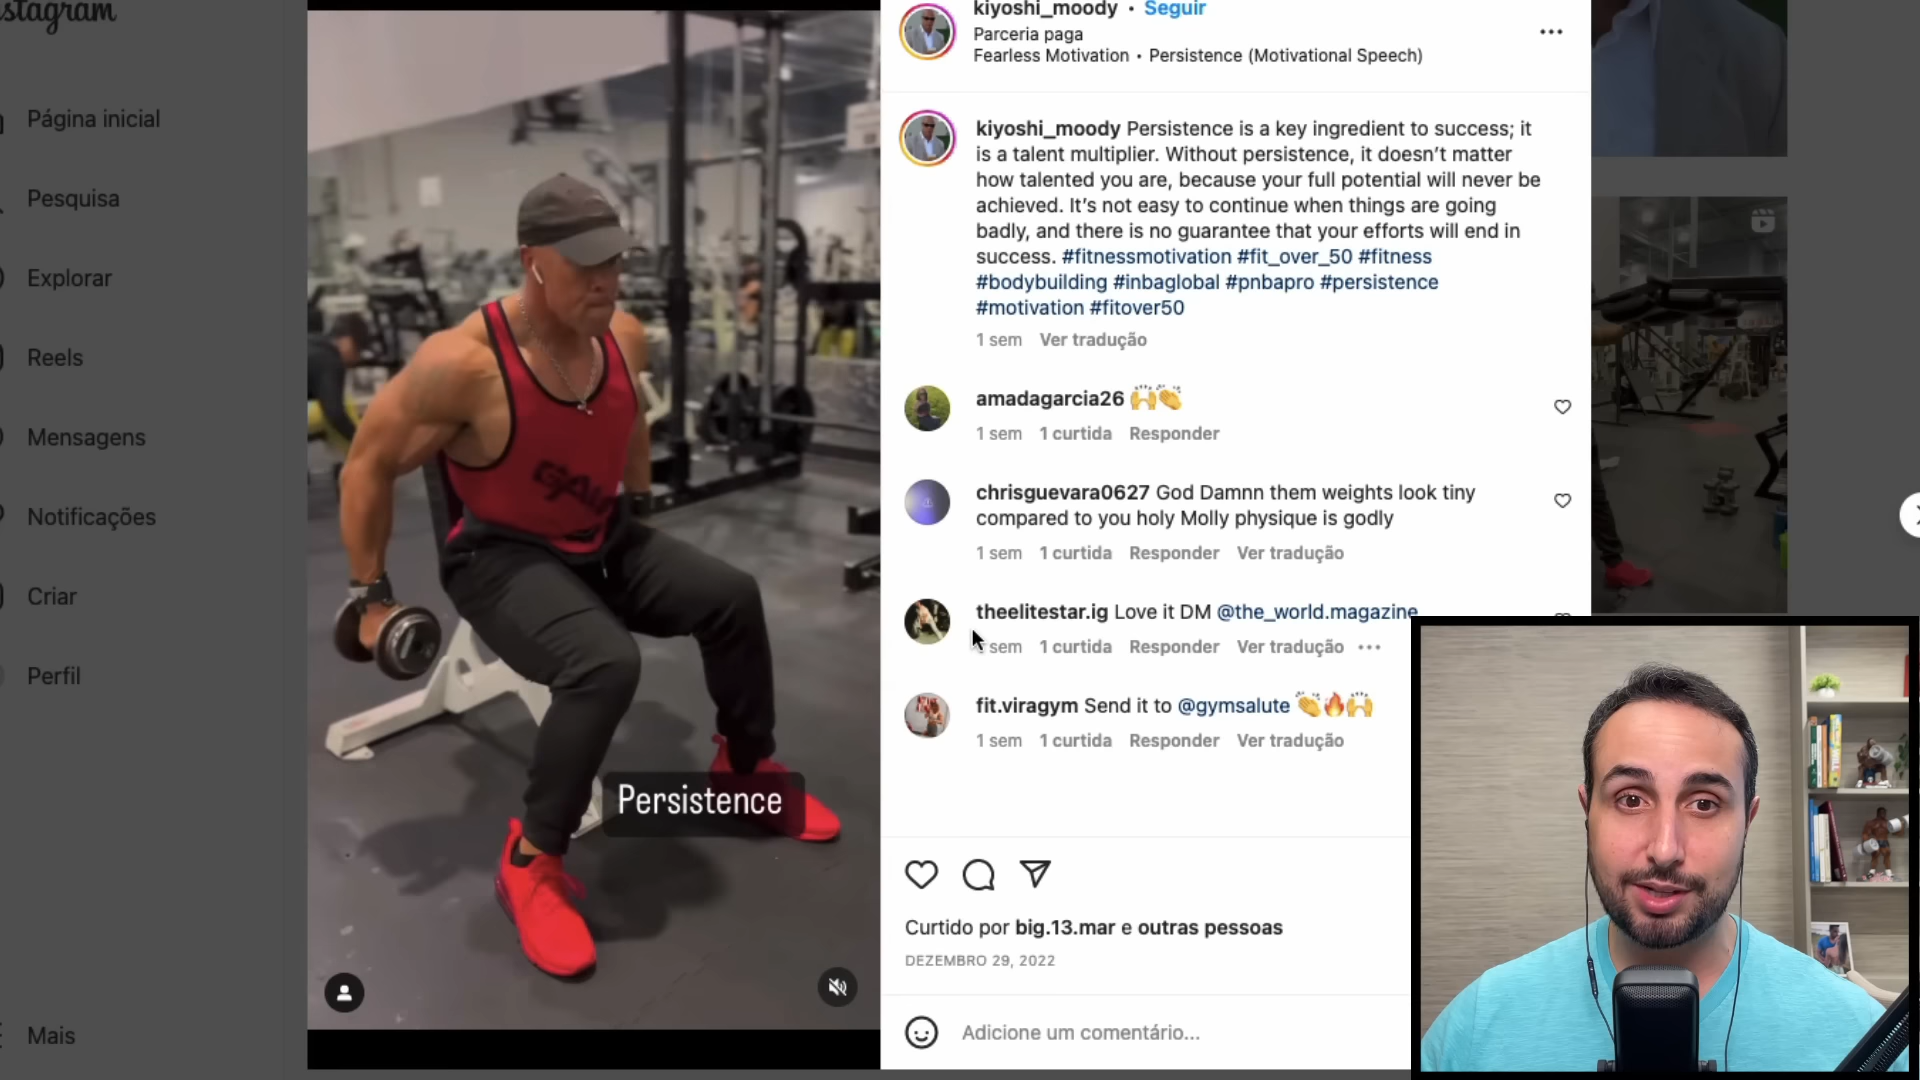 stagram
Página inicial
Pesquisa
Explorar
Reels
Mensagens
Notificações
Criar
Perfil
Mais
Persistence
kiyoshi_moody • Seguir
Parceria paga
Fearless Motivation • Persistence (Motivational Speech)
kiyoshi_moody Persistence is a key ingredient to success; it
is a talent multiplier. Without persistence, it doesn’t matter
how talented you are, because your full potential will never be
achieved. It’s not easy to continue when things are going
badly, and there is no guarantee that your efforts will end in
success. #fitnessmotivation #fit_over_50 #fitness
#bodybuilding #inbaglobal #pnbapro #persistence
#motivation #fitover50
1 sem Ver tradução
amadagarcia26 🙌👏
1 sem 1 curtida Responder
chrisguevara0627 God Damnn them weights look tiny
compared to you holy Molly physique is godly
1 sem 1 curtida Responder Ver tradução
theelitestar.ig Love it DM @the_world.magazine
sem 1 curtida Responder Ver tradução
fit.viragym Send it to @gymsalute 👏🔥🙌
1 sem 1 curtida Responder Ver tradução
Curtido por big.13.mar e outras pessoas
DEZEMBRO 29, 2022
Adicione um comentário...